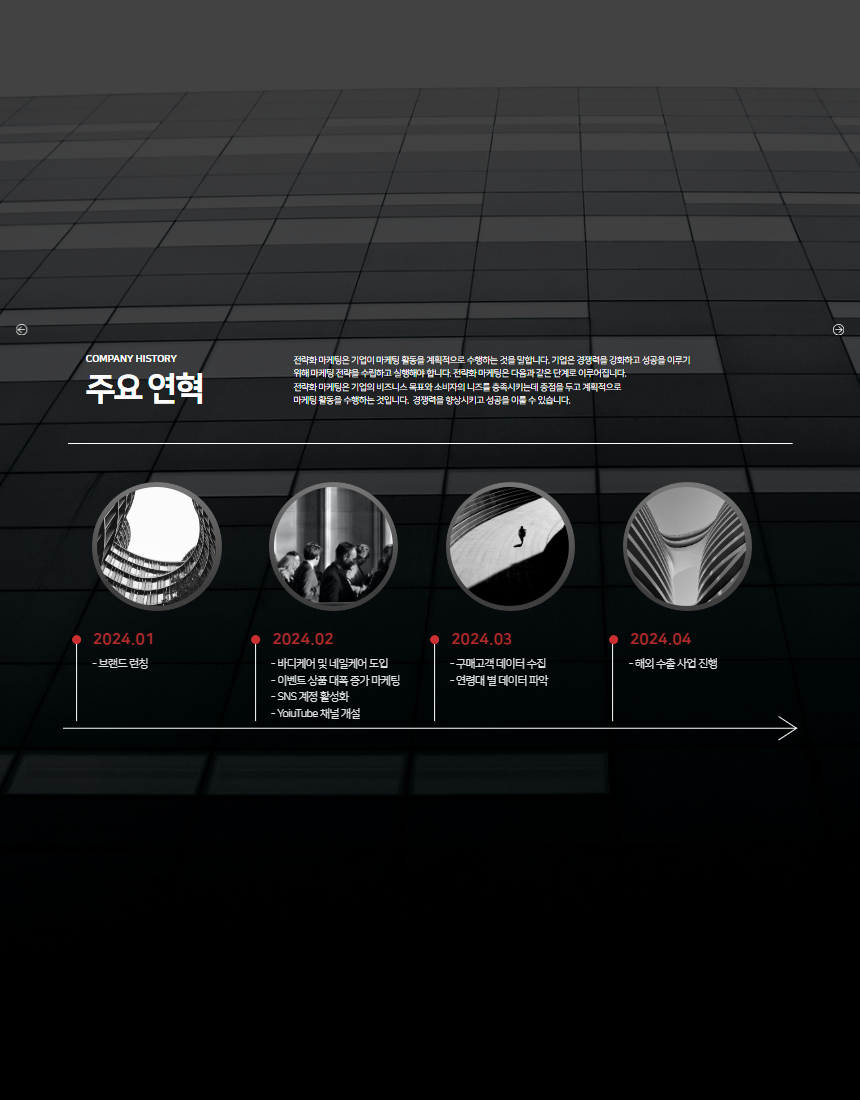 COMPANY HISTORY
주요 연혁
전략화 마케팅은 기업이 마케팅 활동을 계획적으로 수행하는 것을 말합니다. 기업은 경쟁력을 강화하고 성공을 이루기
위해 마케팅 전략을 수립하고 실행해야 합니다. 전략화 마케팅은 다음과 같은 단계로 이루어집니다.
전략화 마케팅은 기업의 비즈니스 목표와 소비자의 니즈를 충족시키는데 중점을 두고 계획적으로
마케팅 활동을 수행하는 것입니다. 경쟁력을 향상시키고 성공을 이룰 수 있습니다.
2024.01
- 브랜드 런칭
2024.02
- 바디케어 및 네일케어 도입
- 이벤트 상품 대폭 증가 마케팅
- SNS 계정 활성화
- YoiuTube 채널 개설
2024.03
- 구매고객 데이터 수집
- 연령대 별 데이터 파악
2024.04
- 해외 수출 사업 진행